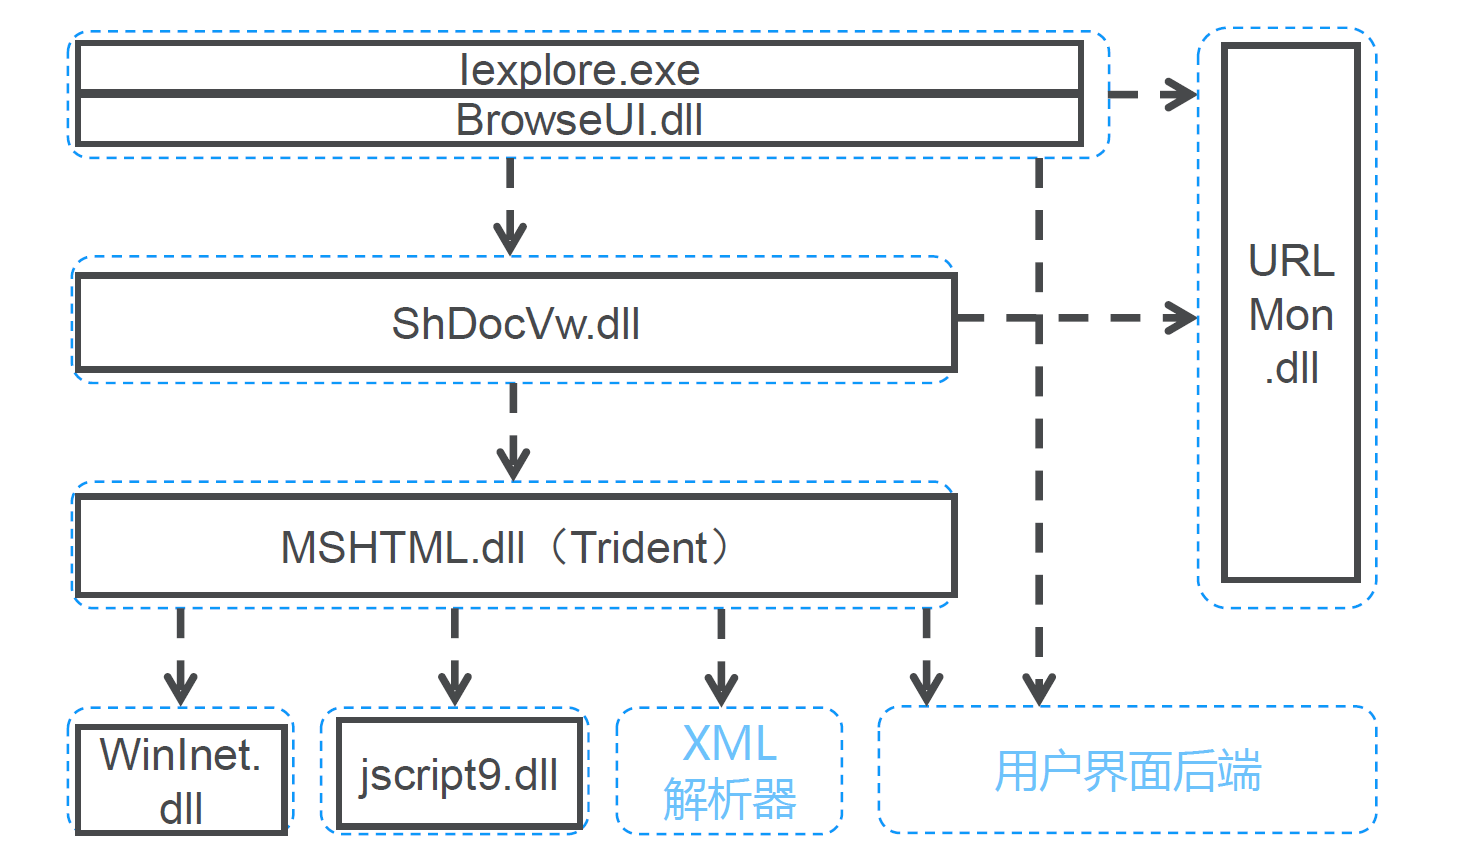 Iexplore.exe
BrowseUI.dll
URL
Mon
.dll
ShDocVw.dll
MSHTML.dll（Trident）
WinInet.
dll
jscript9.dll
XML
解析器
用户界面后端